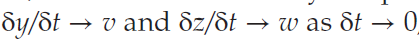 δy/δt → v and δz/δt → w as δt → 0,